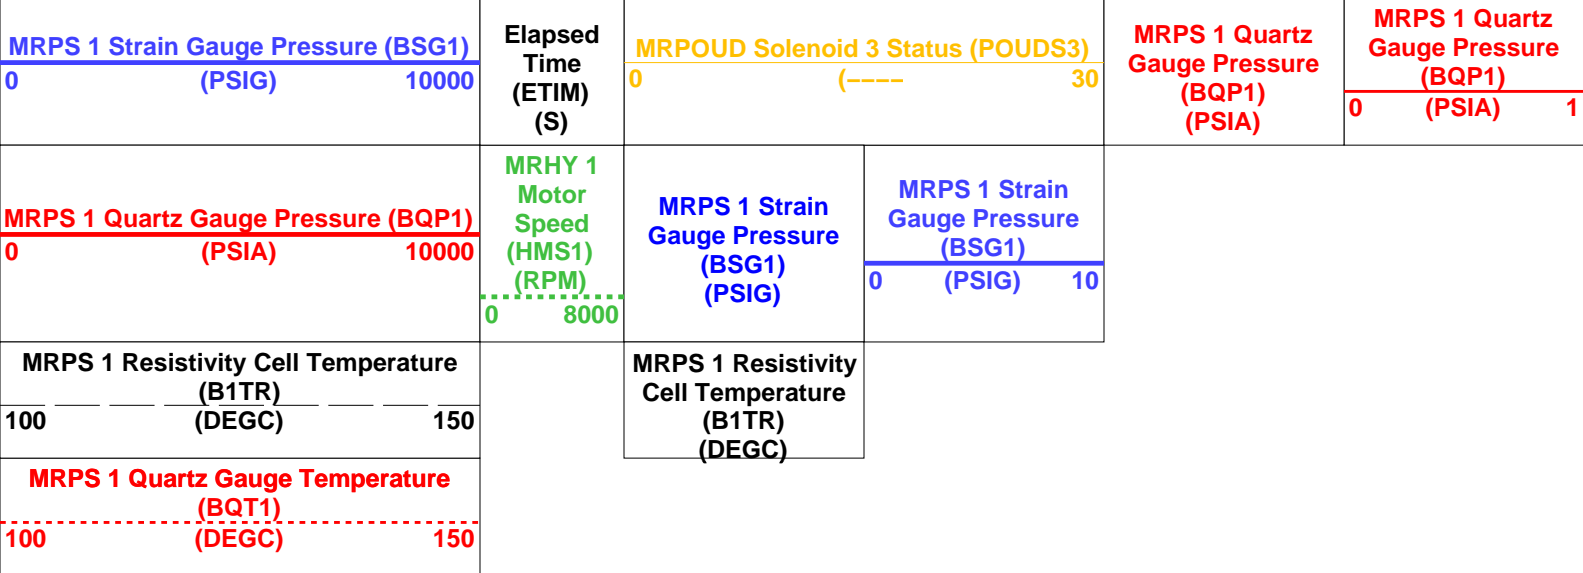 MRPS 1 Strain Gauge Pressure (BSG1)
0 (PSIG) 10000
Elapsed
Time
(ETIM)
(S)
MRPOUD Solenoid 3 Status (POUDS3)
0 (---- 30
MRPS 1 Quartz
Gauge Pressure
(BQP1)
(PSIA)
MRPS 1 Quartz
Gauge Pressure
(BQP1)
0 (PSIA) 1
MRPS 1 Quartz Gauge Pressure (BQP1)
0 (PSIA) 10000
MRHY 1
Motor
Speed
(HMS1)
(RPM)
0 8000
MRPS 1 Strain
Gauge Pressure
(BSG1)
(PSIG)
MRPS 1 Strain
Gauge Pressure
(BSG1)
0 (PSIG) 10
MRPS 1 Resistivity Cell Temperature
(B1TR)
100 (DEGC) 150
MRPS 1 Resistivity
Cell Temperature
(B1TR)
(DEGC)
MRPS 1 Quartz Gauge Temperature
(BQT1)
100 (DEGC) 150